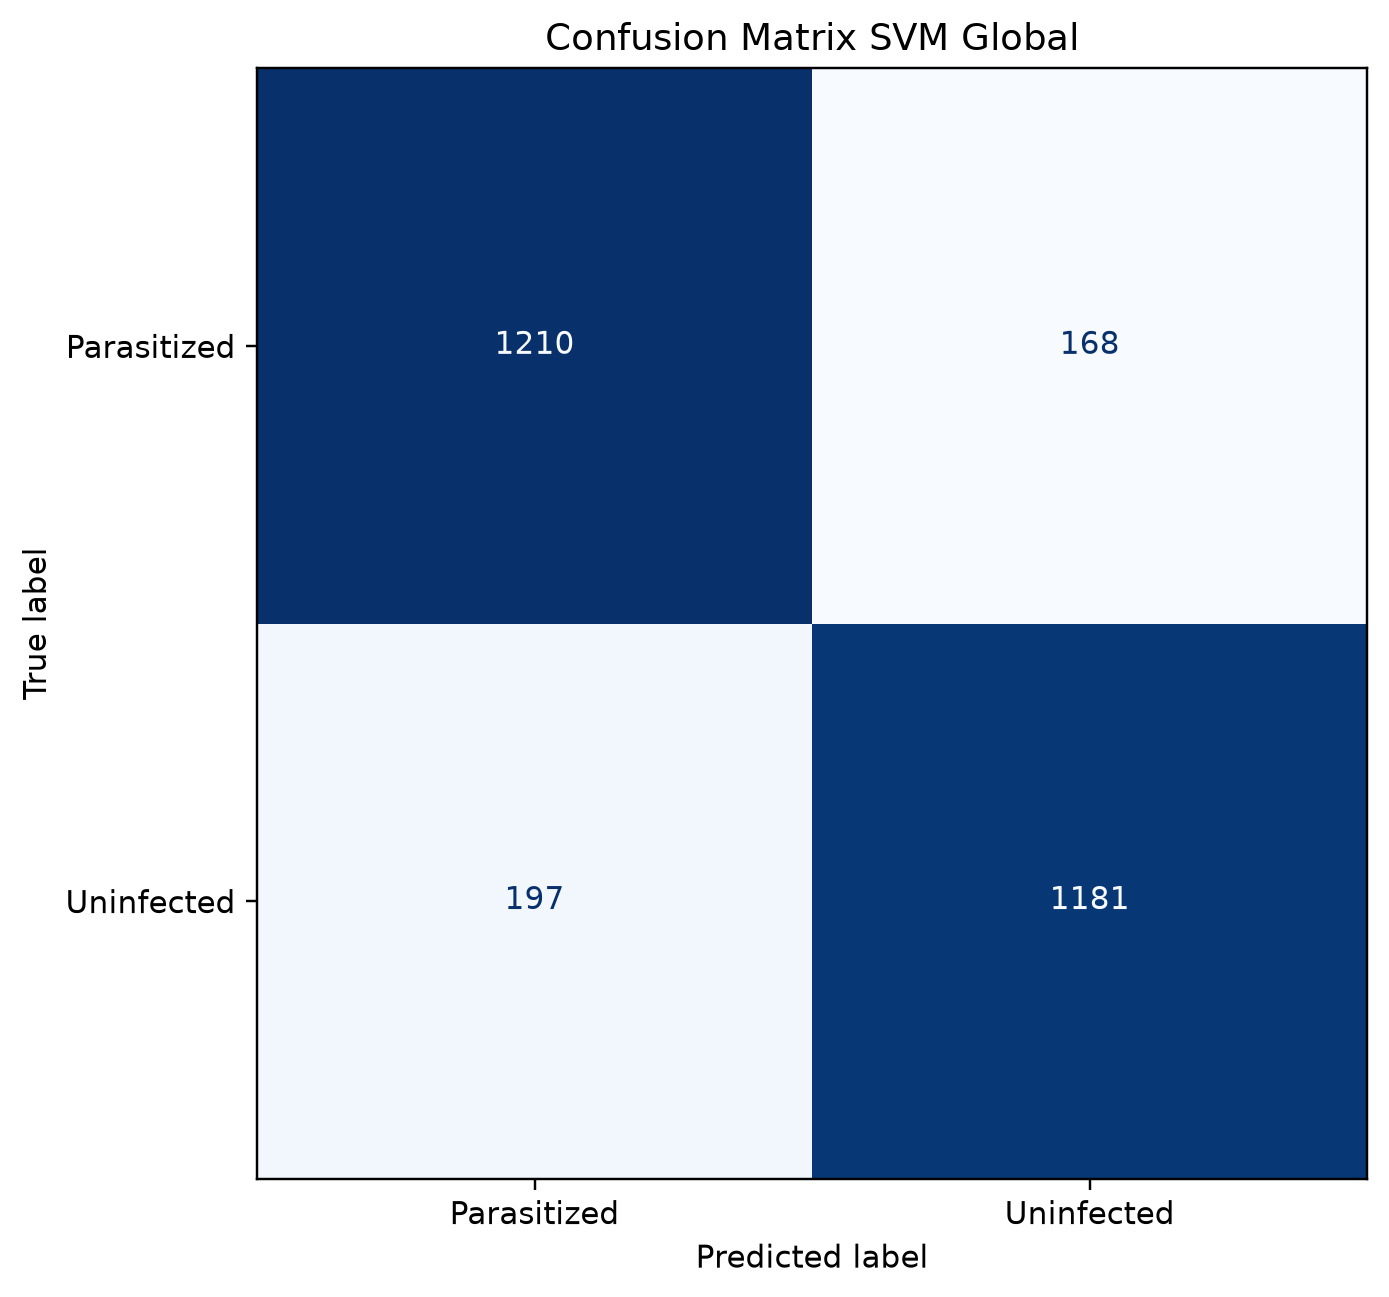 Confusion Matrix SVM Global
True label
Parasitized
1210
168
Uninfected
197
1181
Parasitized
Uninfected
Predicted label